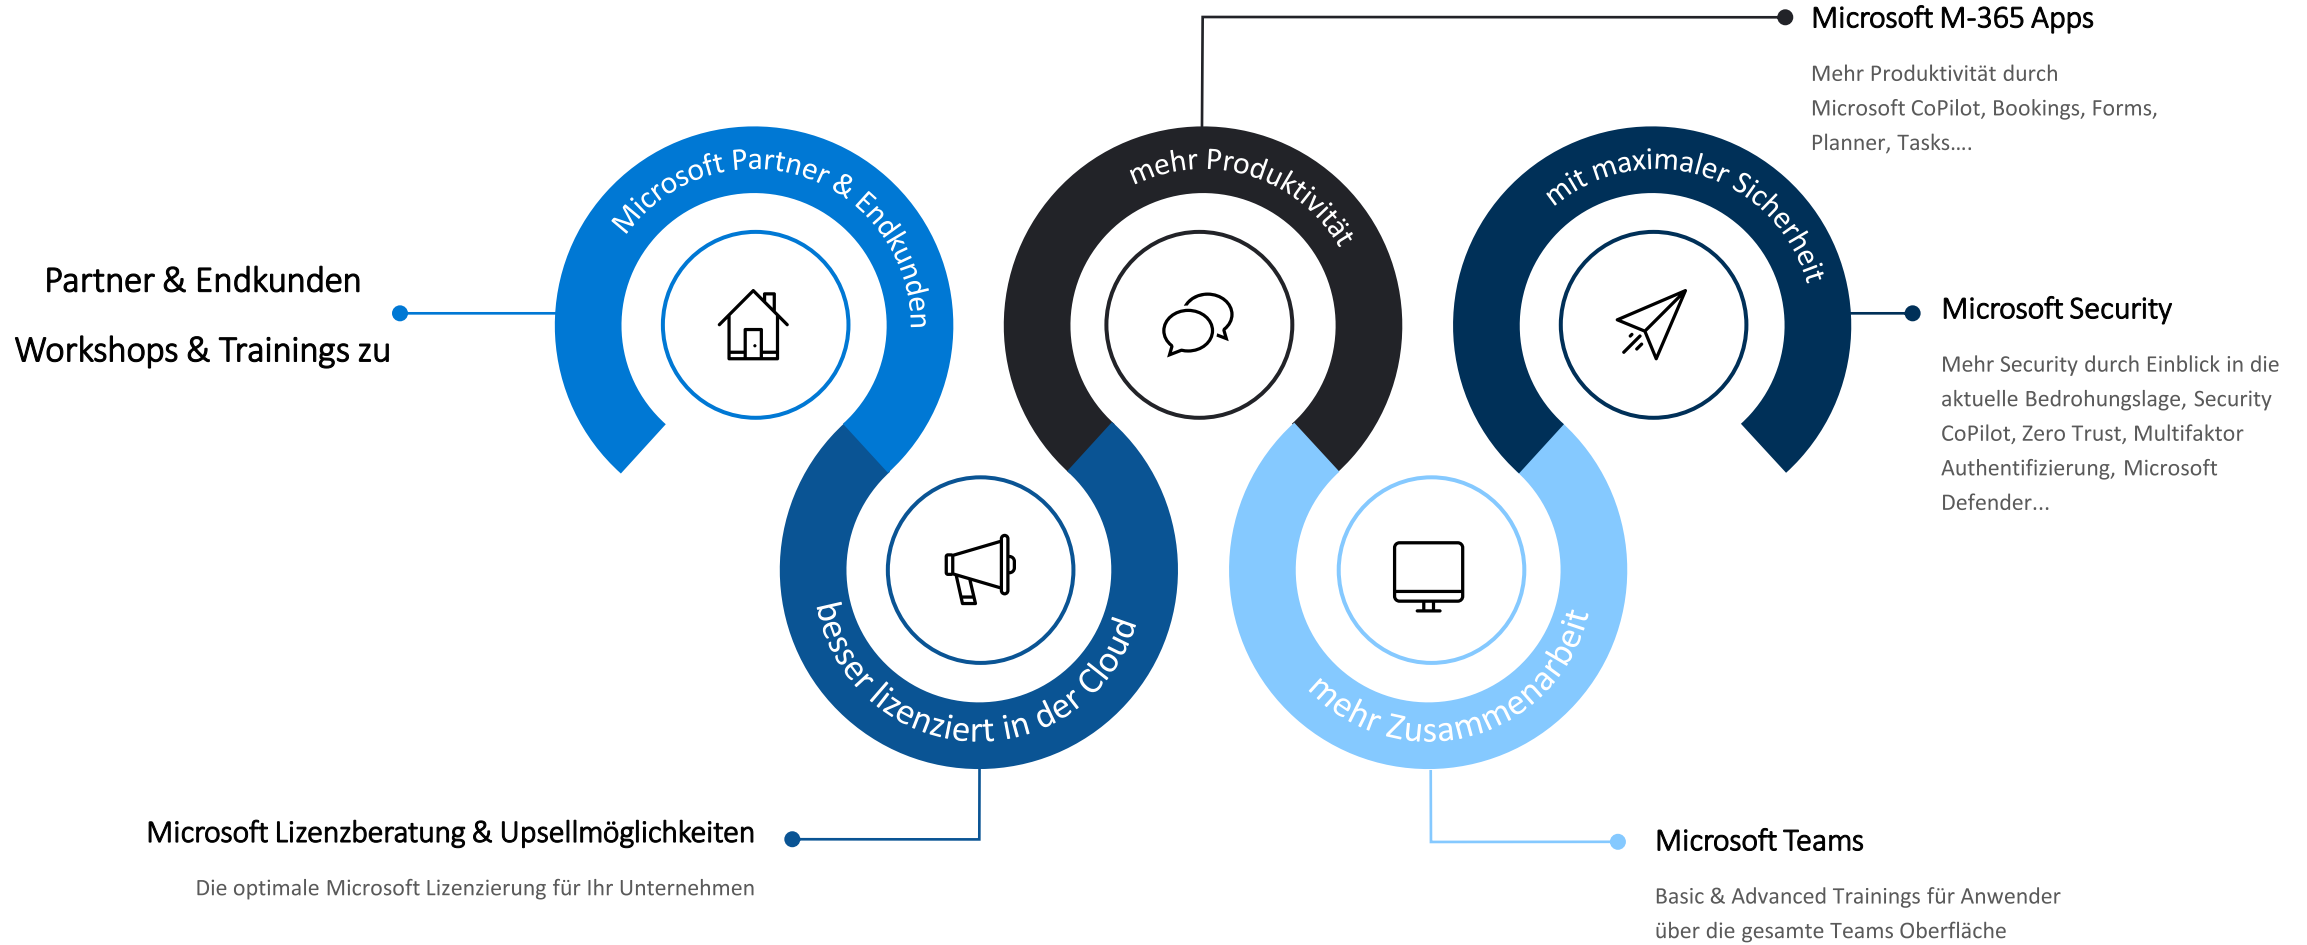 Partner & Endkunden
Workshops & Trainings zu
Microsoft Partner & Endkunden
besser lizenziert in der Cloud
Microsoft Lizenzberatung & Upsellmöglichkeiten
Die optimale Microsoft Lizenzierung für Ihr Unternehmen
mehr Produktivität
Microsoft M-365 Apps
Mehr Produktivität durch
Microsoft CoPilot, Bookings, Forms,
Planner, Tasks....
mehr Zusammenarbeit
Microsoft Teams
Basic & Advanced Trainings für Anwender
über die gesamte Teams Oberfläche
mit maximaler Sicherheit
Microsoft Security
Mehr Security durch Einblick in die
aktuelle Bedrohungslage, Security
CoPilot, Zero Trust, Multifaktor
Authentifizierung, Microsoft
Defender...